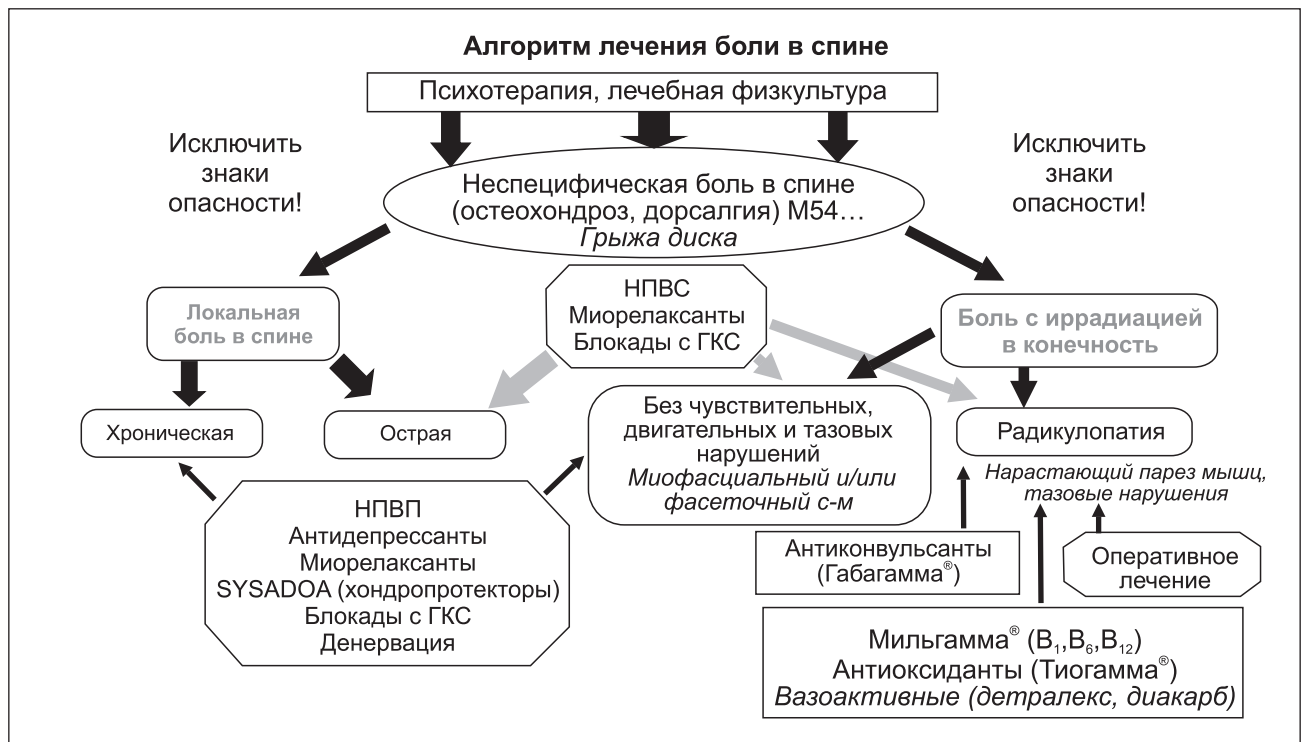 Алгоритм лечения боли в спине
Психотерапия, лечебная физкультура
Исключить
знаки
опасности!
Исключить
знаки
опасности!
Неспецифическая боль в спине
(остеохондроз, дорсалгия) М54…
Грыжа диска
Локальная
боль в спине
НПВС
Миорелаксанты
Блокады с ГКС
Боль с иррадиацией
в конечность
Хроническая
Острая
Без чувствительных,
двигательных и тазовых
нарушений
Миофасциальный и/или
фасеточный с-м
Радикулопатия
Нарастающий парез мышц,
тазовые нарушения
НПВП
Антидепрессанты
Миорелаксанты
SYSADOA (хондропротекторы)
Блокады с ГКС
Денервация
Антиконвульсанты
(Габагамма®)
Оперативное
лечение
Мильгамма® (В₁,В₆,В₁₂)
Антиоксиданты (Тиогамма®)
Вазоактивные (детралекс, диакарб)